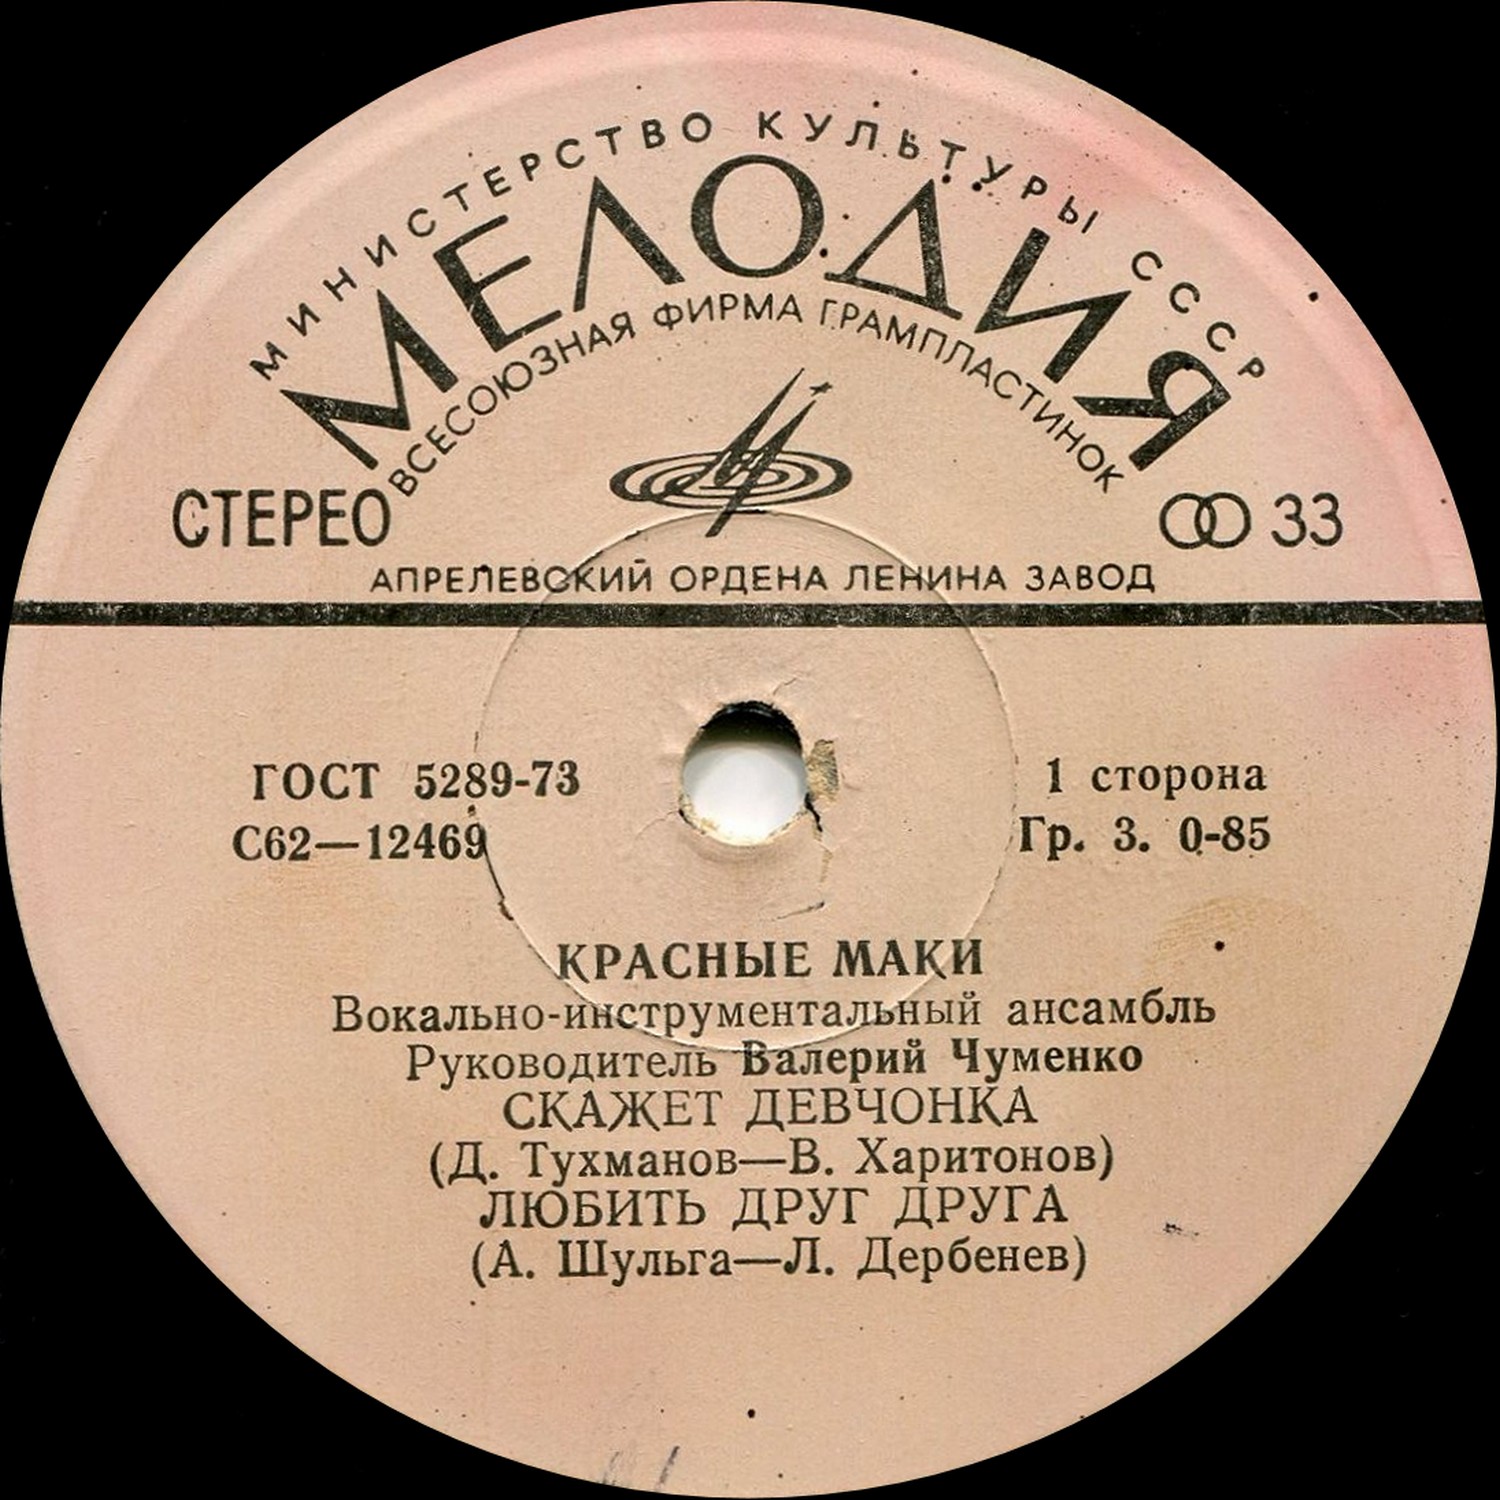 МИНИСТЕРСТВО КУЛЬТУРЫ СССР
МЕЛОДИЯ
ВСЕСОЮЗНАЯ ФИРМА ГРАМПЛАСТИНОК
СТЕРЕО
33
АПРЕЛЕВСКИЙ ОРДЕНА ЛЕНИНА ЗАВОД
ГОСТ 5289-73
1 сторона
С62—12469
Гр. 3. 0-85
КРАСНЫЕ МАКИ
Вокально-инструментальный ансамбль
Руководитель Валерий Чуменко
СКАЖЕТ ДЕВЧОНКА
(Д. Тухманов—В. Харитонов)
ЛЮБИТЬ ДРУГ ДРУГА
(А. Шульга—Л. Дербенев)